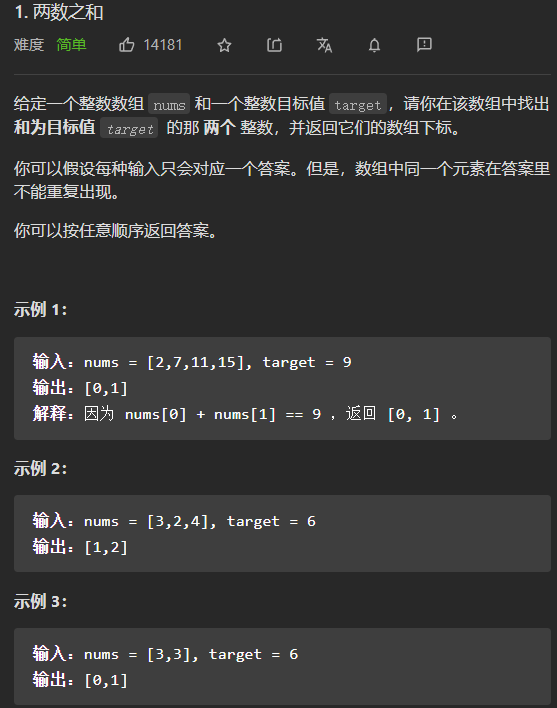 1. 两数之和
难度 简单 14181
给定一个整数数组 nums 和一个整数目标值 target，请你在该数组中找出
和为目标值 target 的那 两个 整数，并返回它们的数组下标。
你可以假设每种输入只会对应一个答案。但是，数组中同一个元素在答案里
不能重复出现。
你可以按任意顺序返回答案。
示例 1：
输入：nums = [2,7,11,15], target = 9
输出：[0,1]
解释：因为 nums[0] + nums[1] == 9 ，返回 [0, 1] 。
示例 2：
输入：nums = [3,2,4], target = 6
输出：[1,2]
示例 3：
输入：nums = [3,3], target = 6
输出：[0,1]